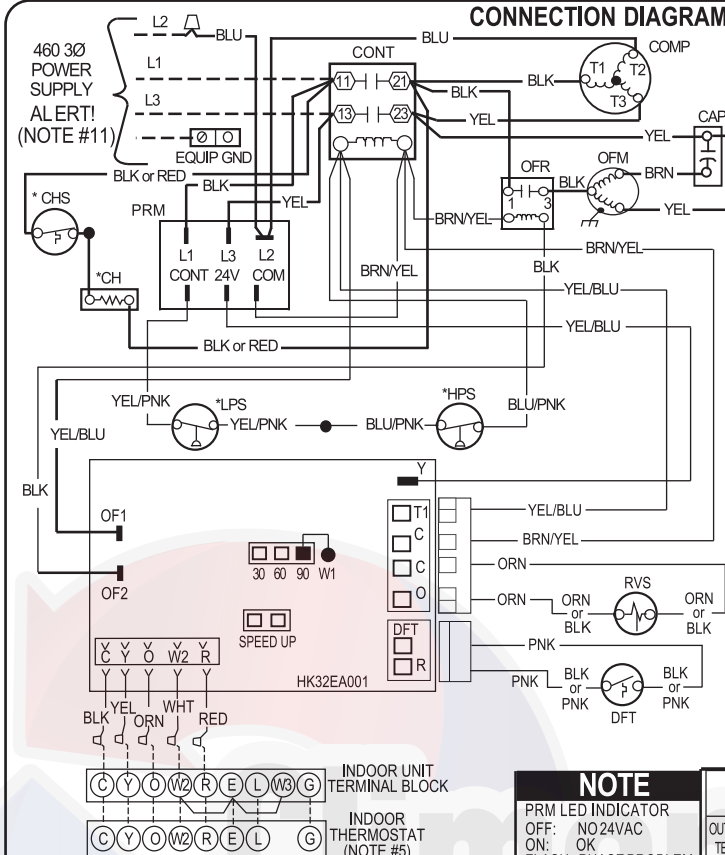 CONNECTION DIAGRAM
L2
BLU
BLU
460 3Ø
POWER
SUPPLY
ALERT!
(NOTE #11)
L1
L3
EQUIP GND
CONT
11
21
13
23
COMP
T1
T2
T3
BLK
BLK
YEL
YEL
CAP
BLK or RED
BLK
YEL
OFR
1
3
BLK
OFM
BRN
YEL
* CHS
PRM
L1
L3
L2
CONT
24V
COM
BRN/YEL
BRN/YEL
BRN/YEL
BLK
*CH
YEL/BLU
YEL/BLU
BLK or RED
YEL/PNK
*LPS
YEL/PNK
BLU/PNK
*HPS
BLU/PNK
YEL/BLU
BLK
Y
OF1
OF2
T1
C
C
O
YEL/BLU
BRN/YEL
ORN
ORN
30
60
90
W1
SPEED UP
ORN
or
BLK
RVS
ORN
or
BLK
DFT
R
PNK
PNK
BLK
or
PNK
DFT
BLK
or
PNK
C
Y
O
W2
R
HK32EA001
BLK
YEL
ORN
WHT
RED
C
Y
O
W2
R
E
L
W3
G
INDOOR UNIT
TERMINAL BLOCK
C
Y
O
W2
R
E
L
G
INDOOR
THERMOSTAT
(NOTE #5)
NOTE
PRM LED INDICATOR
OFF: NO 24VAC
ON: OK